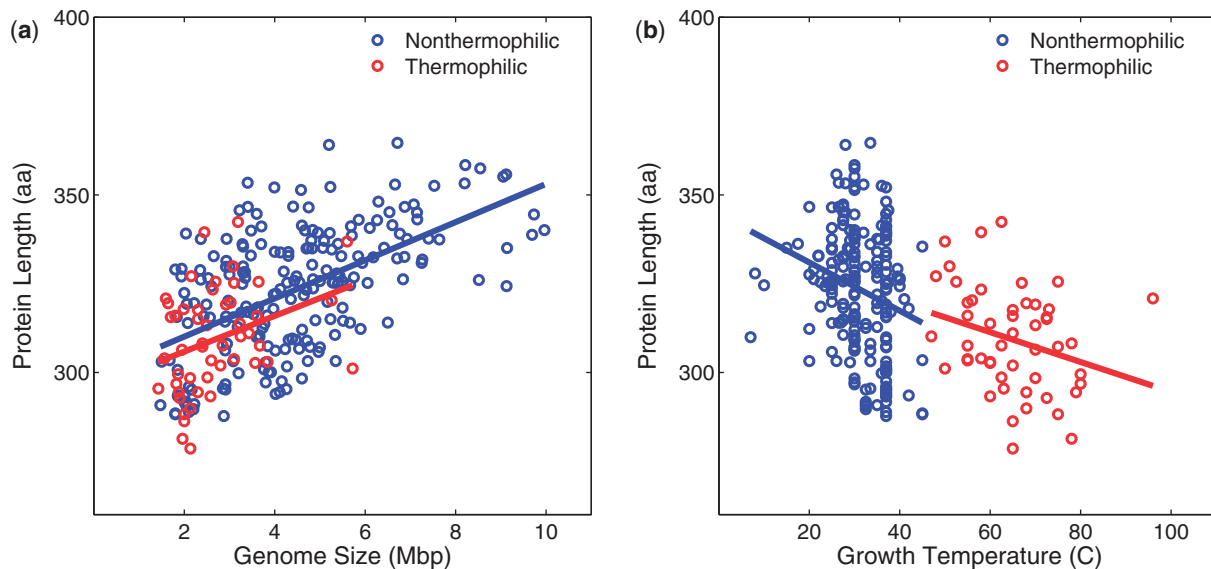 (a)
400
350
300
Protein Length (aa)
Nonthermophilic
Thermophilic
2 4 6 8 10
Genome Size (Mbp)
(b)
400
350
300
Protein Length (aa)
Nonthermophilic
Thermophilic
20 40 60 80 100
Growth Temperature (C)